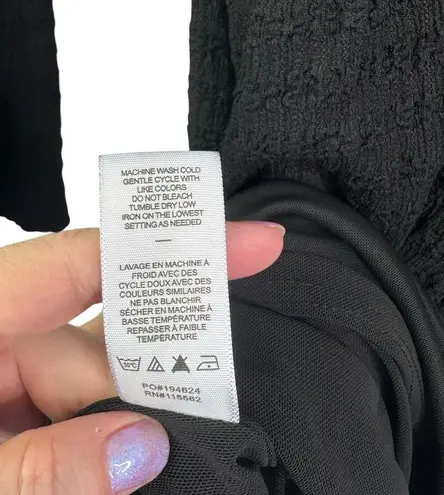 MACHINE WASH COLD
GENTLE CYCLE WITH
LIKE COLORS
DO NOT BLEACH
TUMBLE DRY LOW
IRON ON THE LOWEST
SETTING AS NEEDED
—
LAVAGE EN MACHINE À
FROID AVEC DES
CYCLE DOUX AVEC DES
COULEURS SIMILAIRES
NE PAS BLANCHIR
SÉCHER EN MACHINE À
BASSE TEMPÉRATURE
REPASSER À FAIBLE
TEMPÉRATURE
30°C
PO#194624
RN#115562